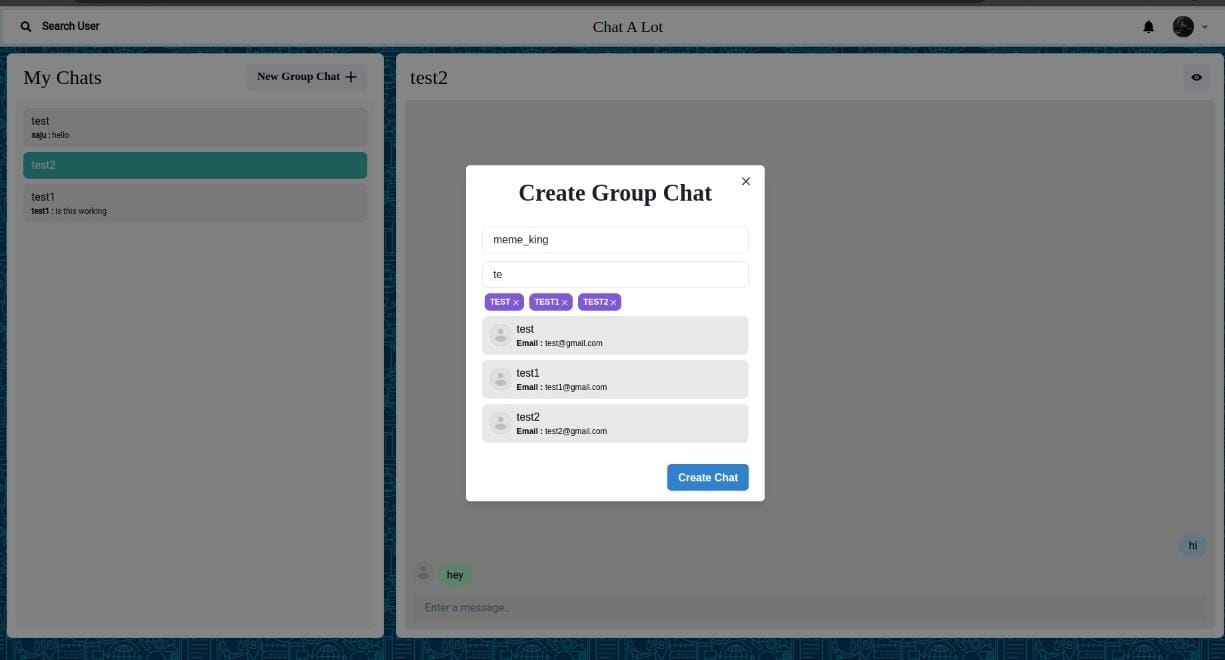 Search User
Chat A Lot
My Chats
New Group Chat
test
saju : hello
test2
test1
test1 : is this working
test2
Create Group Chat
meme_king
te
TEST TEST1 TEST2
test
Email : test@gmail.com
test1
Email : test1@gmail.com
test2
Email : test2@gmail.com
Create Chat
hi
hey
Enter a message..